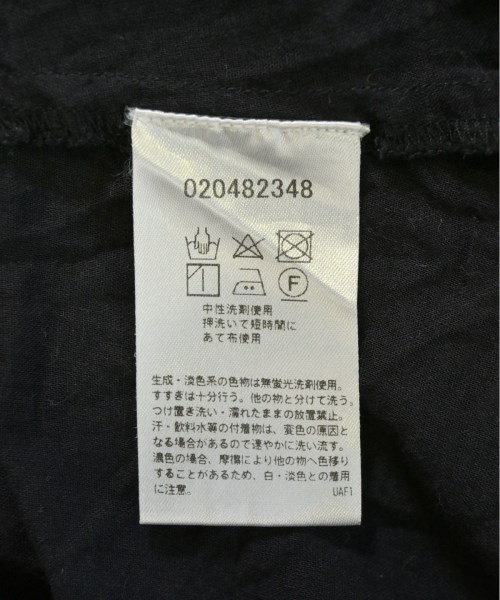 020482348
F
中性洗剤使用
押洗いで短時間に
あて布使用
生成・淡色系の色物は無蛍光洗剤使用。
すすぎは十分行う。他の物と分けて洗う。
つけ置き洗い・濡れたままの放置禁止。
汗・飲料水等の付着物は、変色の原因と
なる場合があるので速やかに洗い流す。
濃色の場合、摩擦により他の物へ色移り
することがあるため、白・淡色との着用
に注意。
UAF1